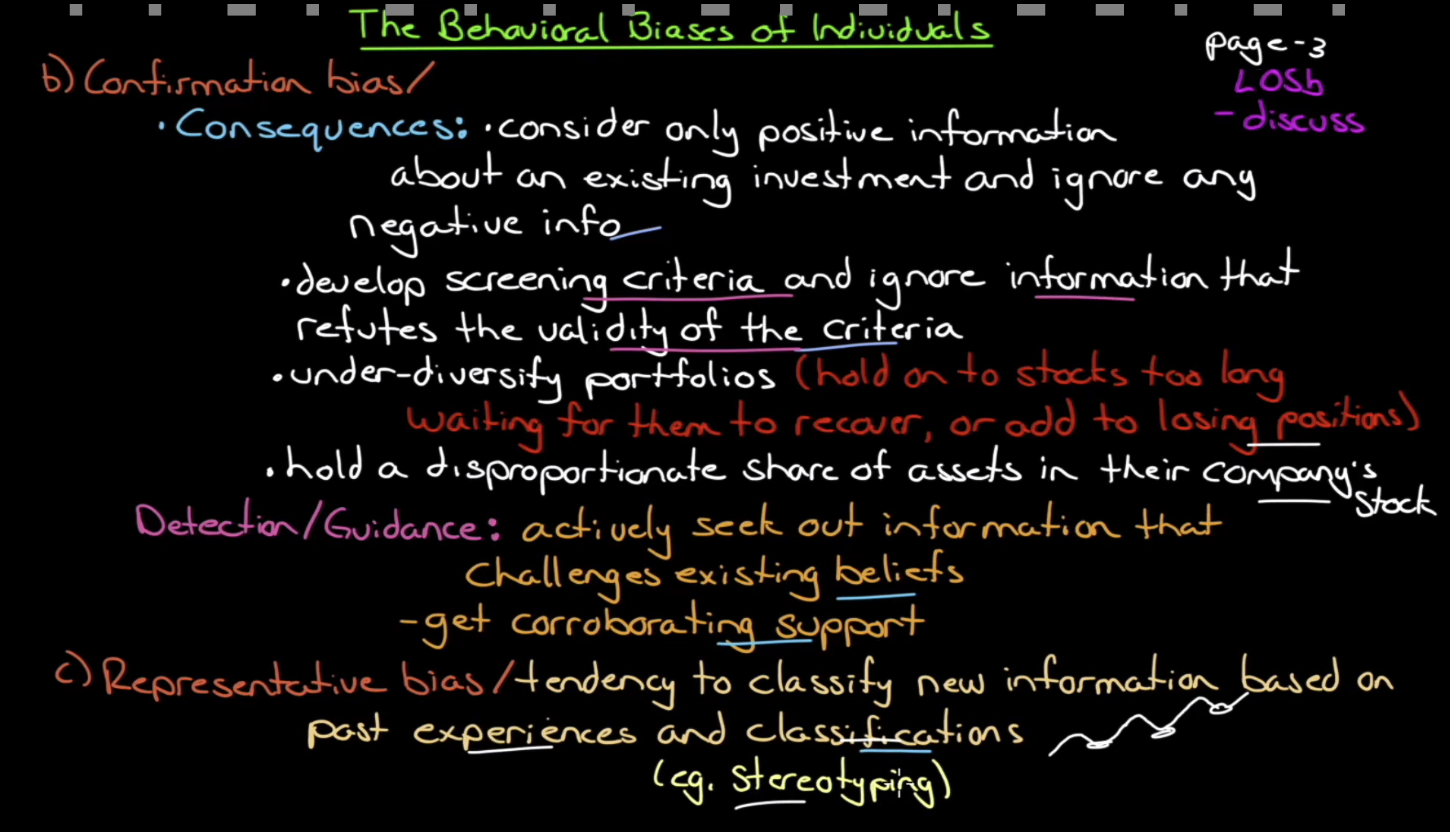 The Behavioral Biases of Individuals
page-3
LOSb
- discuss
b) Confirmation bias/
• Consequences: • consider only positive information
about an existing investment and ignore any
negative info
• develop screening criteria and ignore information that
refutes the validity of the criteria
• under-diversify portfolios (hold on to stocks too long
waiting for them to recover, or add to losing positions)
• hold a disproportionate share of assets in their company's
stock
Detection/Guidance: actively seek out information that
challenges existing beliefs
- get corroborating support
c) Representative bias/tendency to classify new information based on
past experiences and classifications
(eg. Stereotyping)